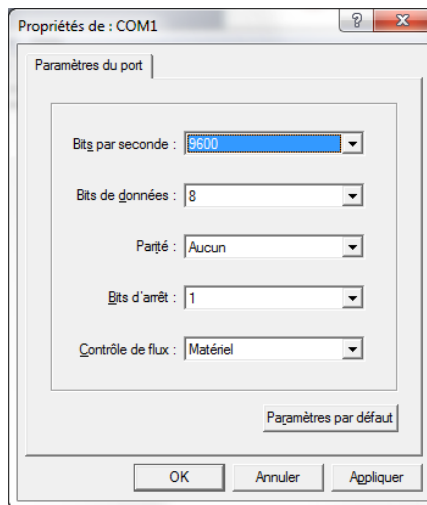 Propriétés de : COM1
Paramètres du port
Bits par seconde : 9600
Bits de données : 8
Parité : Aucun
Bits d'arrêt : 1
Contrôle de flux : Matériel
Paramètres par défaut
OK Annuler Appliquer